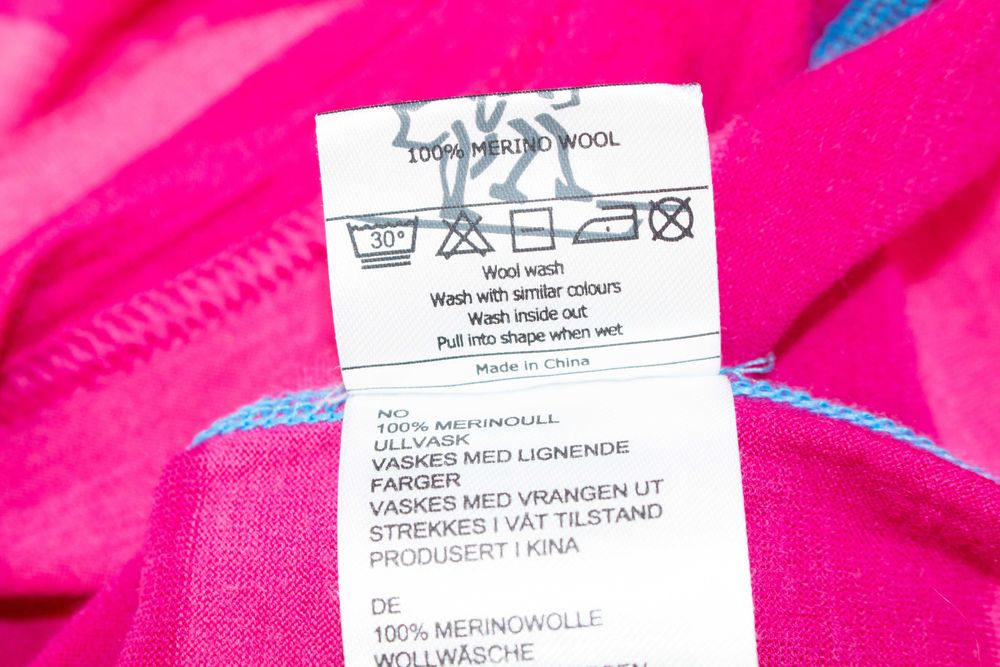 100% MERINO WOOL
30°
Wool wash
Wash with similar colours
Wash inside out
Pull into shape when wet
Made in China
NO
100% MERINOULL
ULLVASK
VASKES MED LIGNENDE
FARGER
VASKES MED VRANGEN UT
STREKKES I VÅT TILSTAND
PRODUSERT I KINA
DE
100% MERINOWOLLE
WOLLWÄSCHE